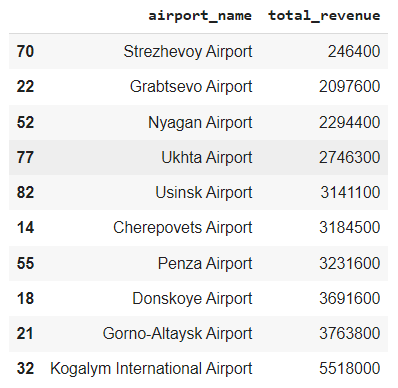 airport_name total_revenue
70 Strezhevoy Airport 246400
22 Grabtsevo Airport 2097600
52 Nyagan Airport 2294400
77 Ukhta Airport 2746300
82 Usinsk Airport 3141100
14 Cherepovets Airport 3184500
55 Penza Airport 3231600
18 Donskoye Airport 3691600
21 Gorno-Altaysk Airport 3763800
32 Kogalym International Airport 5518000